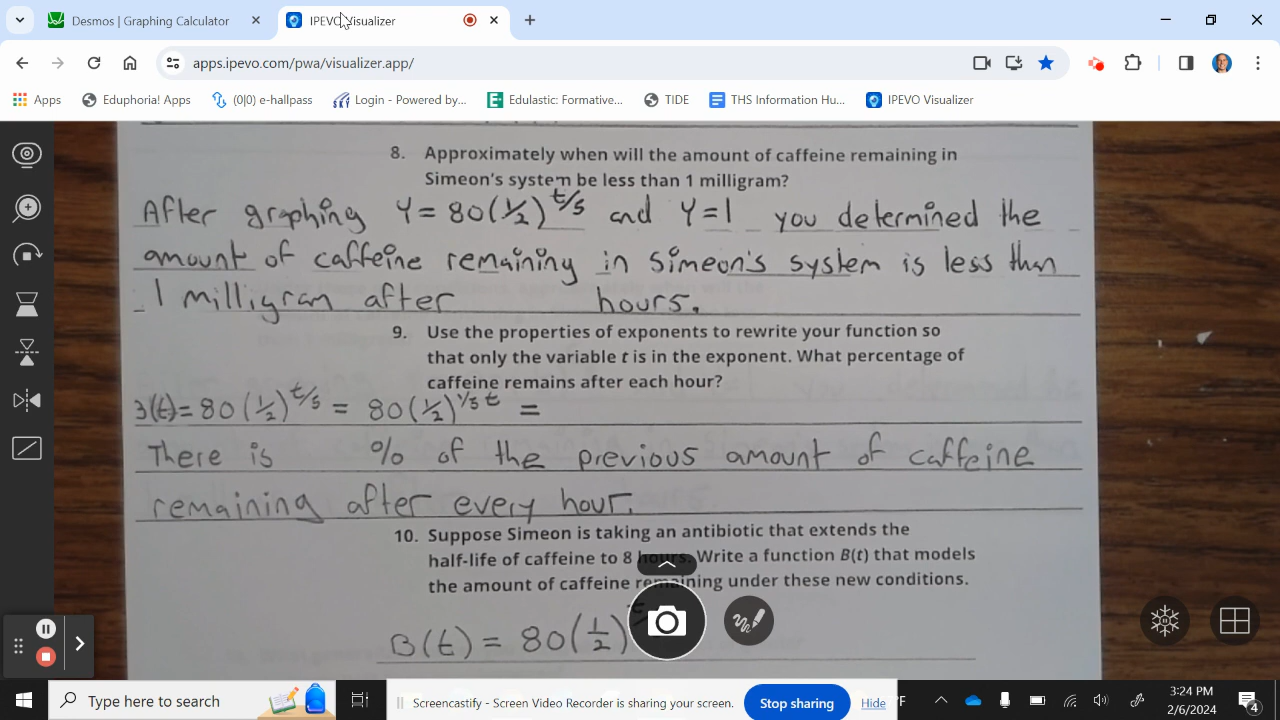 Desmos | Graphing Calculator
IPEVO Visualizer
apps.ipevo.com/pwa/visualizer.app/
Apps Eduphoria! Apps (0|0) e-hallpass Login - Powered by... Edulastic: Formative... TIDE THS Information Hu... IPEVO Visualizer
8. Approximately when will the amount of caffeine remaining in
Simeon's system be less than 1 milligram?
After graphing Y = 80(1/2)^t/5 and Y=1 you determined the
amount of caffeine remaining in Simeon's system is less than
1 milligram after hours.
9. Use the properties of exponents to rewrite your function so
that only the variable t is in the exponent. What percentage of
caffeine remains after each hour?
3(t)=80(1/2)^t/5 = 80(1/2)^1/5 t =
There is % of the previous amount of caffeine
remaining after every hour.
10. Suppose Simeon is taking an antibiotic that extends the
half-life of caffeine to 8 hours. Write a function B(t) that models
the amount of caffeine remaining under these new conditions.
B(t) = 80(1/2)
Type here to search
Screencastify - Screen Video Recorder is sharing your screen. Stop sharing Hide
F
3:24 PM
2/6/2024
4